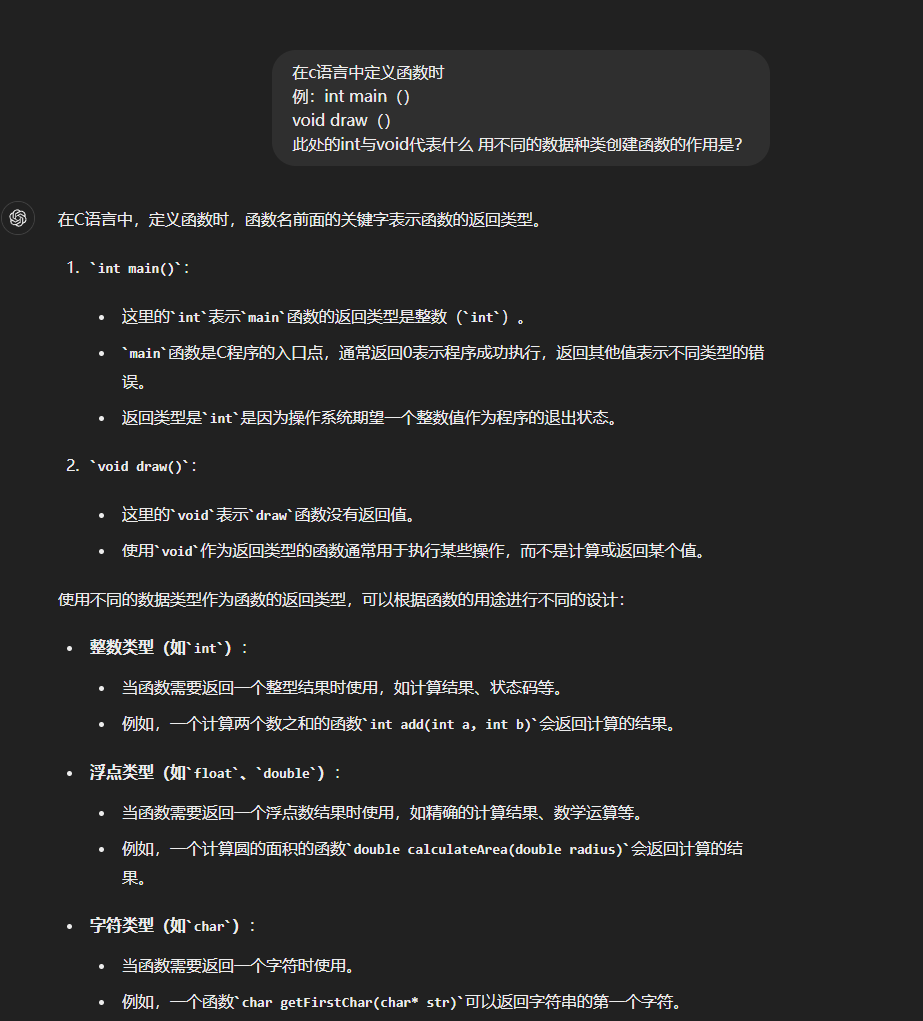 在c语言中定义函数时
例：int main（）
void draw（）
此处的int与void代表什么 用不同的数据种类创建函数的作用是？
在C语言中，定义函数时，函数名前面的关键字表示函数的返回类型。
1. `int main()`：
• 这里的`int`表示`main`函数的返回类型是整数（`int`）。
• `main`函数是C程序的入口点，通常返回0表示程序成功执行，返回其他值表示不同类型的错
误。
• 返回类型是`int`是因为操作系统期望一个整数值作为程序的退出状态。
2. `void draw()`：
• 这里的`void`表示`draw`函数没有返回值。
• 使用`void`作为返回类型的函数通常用于执行某些操作，而不是计算或返回某个值。
使用不同的数据类型作为函数的返回类型，可以根据函数的用途进行不同的设计：
• 整数类型（如`int`）：
• 当函数需要返回一个整型结果时使用，如计算结果、状态码等。
• 例如，一个计算两个数之和的函数`int add(int a, int b)`会返回计算的结果。
• 浮点类型（如`float`、`double`）：
• 当函数需要返回一个浮点数结果时使用，如精确的计算结果、数学运算等。
• 例如，一个计算圆的面积的函数`double calculateArea(double radius)`会返回计算的结
果。
• 字符类型（如`char`）：
• 当函数需要返回一个字符时使用。
• 例如，一个函数`char getFirstChar(char* str)`可以返回字符串的第一个字符。